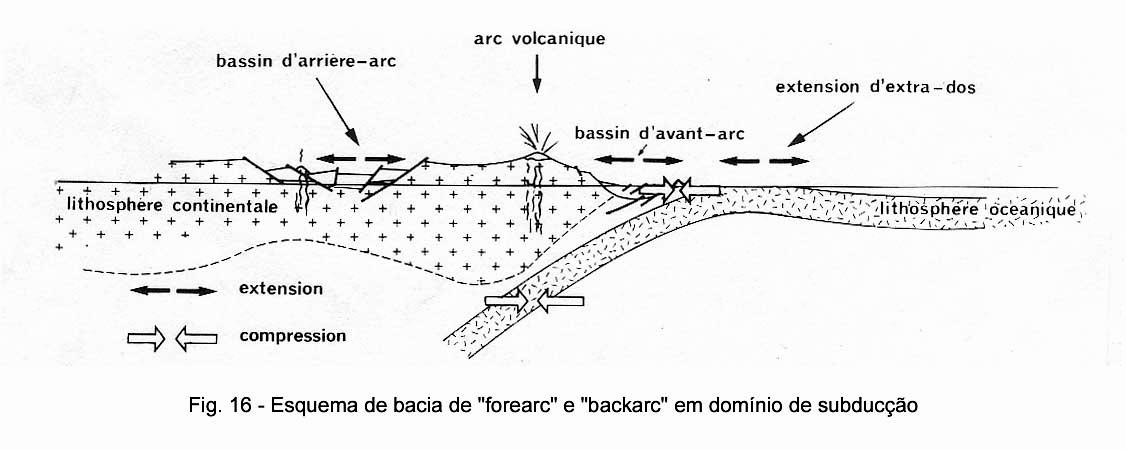 arc volcanique
bassin d'arrière-arc
extension d'extra-dos
bassin d'avant-arc
lithosphère continentale
lithosphère océanique
extension
compression
Fig. 16 - Esquema de bacia de "forearc" e "backarc" em domínio de subducção